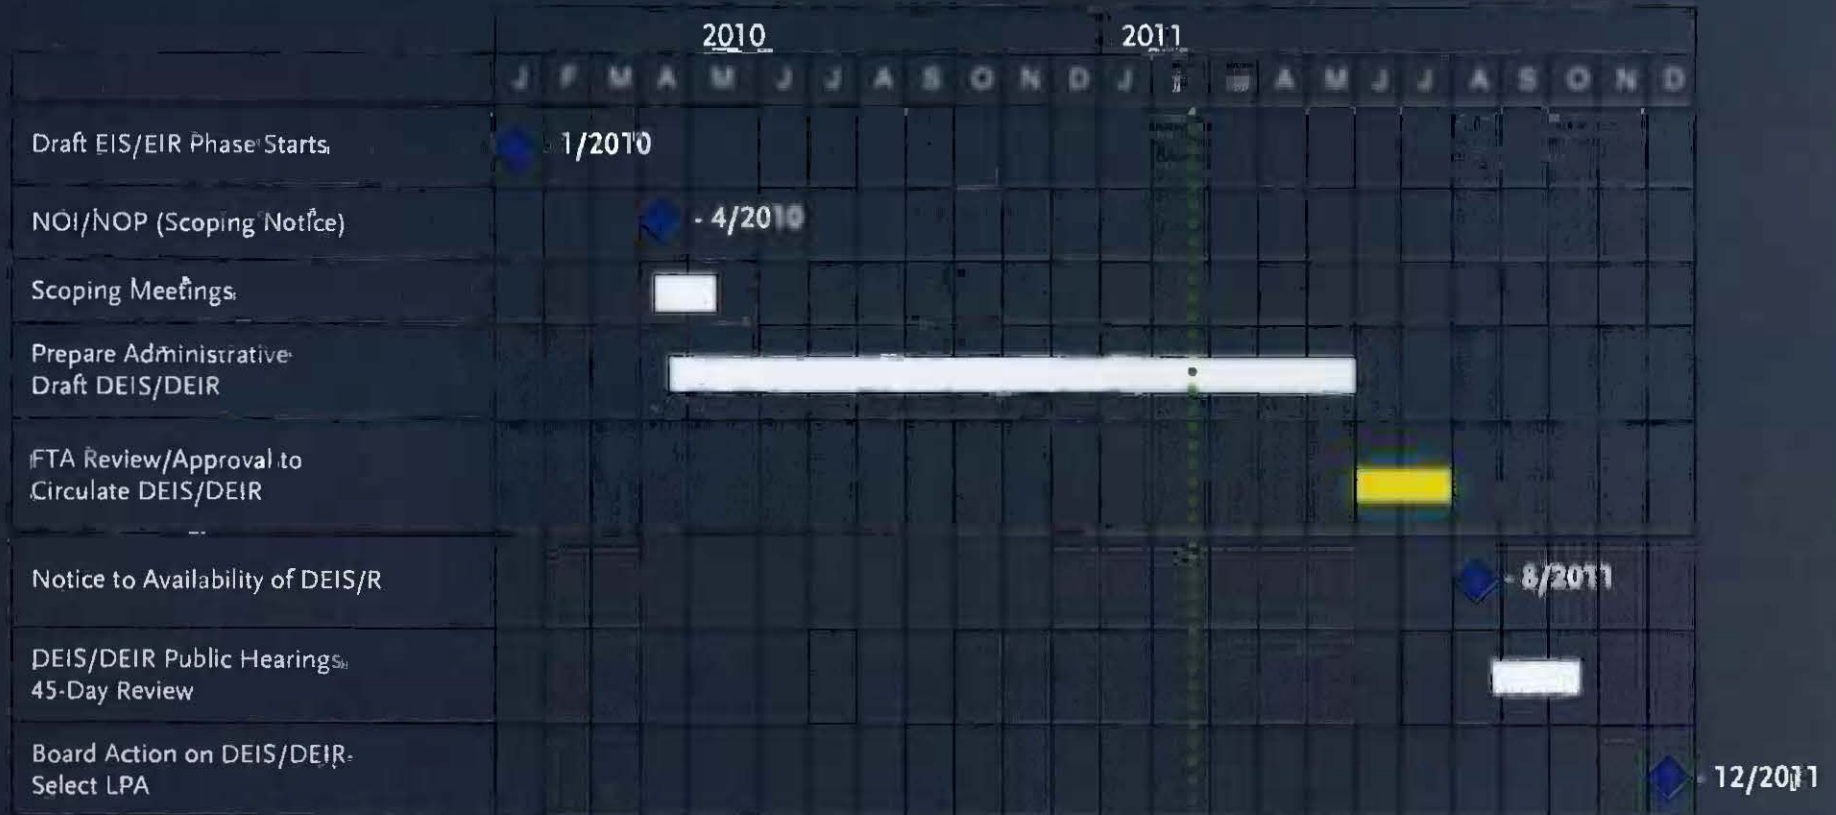 2010 2011
J F M A M J J A S O N D J F A M J J A S O N D
Draft EIS/EIR Phase Starts 1/2010
NOI/NOP (Scoping Notice) - 4/2010
Scoping Meetings
Prepare Administrative
Draft DEIS/DEIR
FTA Review/Approval to
Circulate DEIS/DEIR
Notice to Availability of DEIS/R - 8/2011
DEIS/DEIR Public Hearings
45-Day Review
Board Action on DEIS/DEIR-
Select LPA - 12/2011